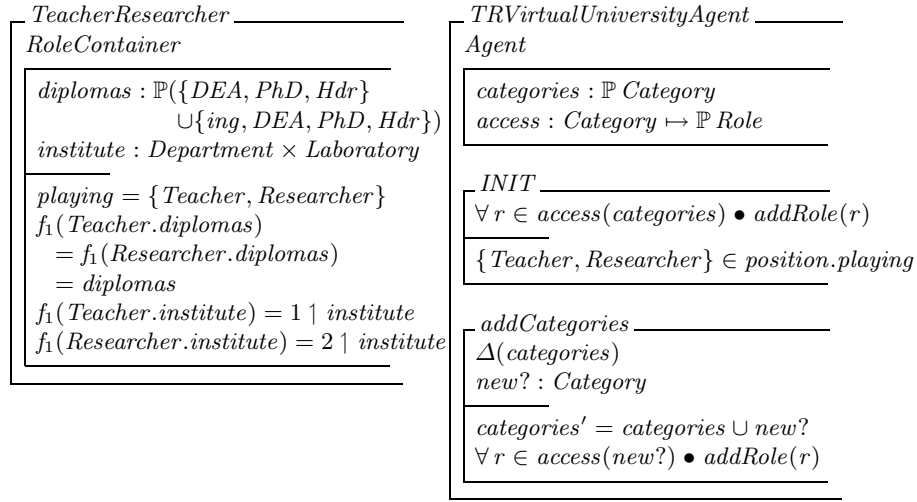 TeacherResearcher
RoleContainer
diplomas : ℙ({DEA, PhD, Hdr}
∪{ing, DEA, PhD, Hdr})
institute : Department × Laboratory
playing = {Teacher, Researcher}
f₁(Teacher.diplomas)
= f₁(Researcher.diplomas)
= diplomas
f₁(Teacher.institute) = 1 ↿ institute
f₁(Researcher.institute) = 2 ↿ institute
TRVirtualUniversityAgent
Agent
categories : ℙ Category
access : Category ↦ ℙ Role
INIT
∀ r ∈ access(categories) • addRole(r)
{Teacher, Researcher} ∈ position.playing
addCategories
Δ(categories)
new? : Category
categories′ = categories ∪ new?
∀ r ∈ access(new?) • addRole(r)